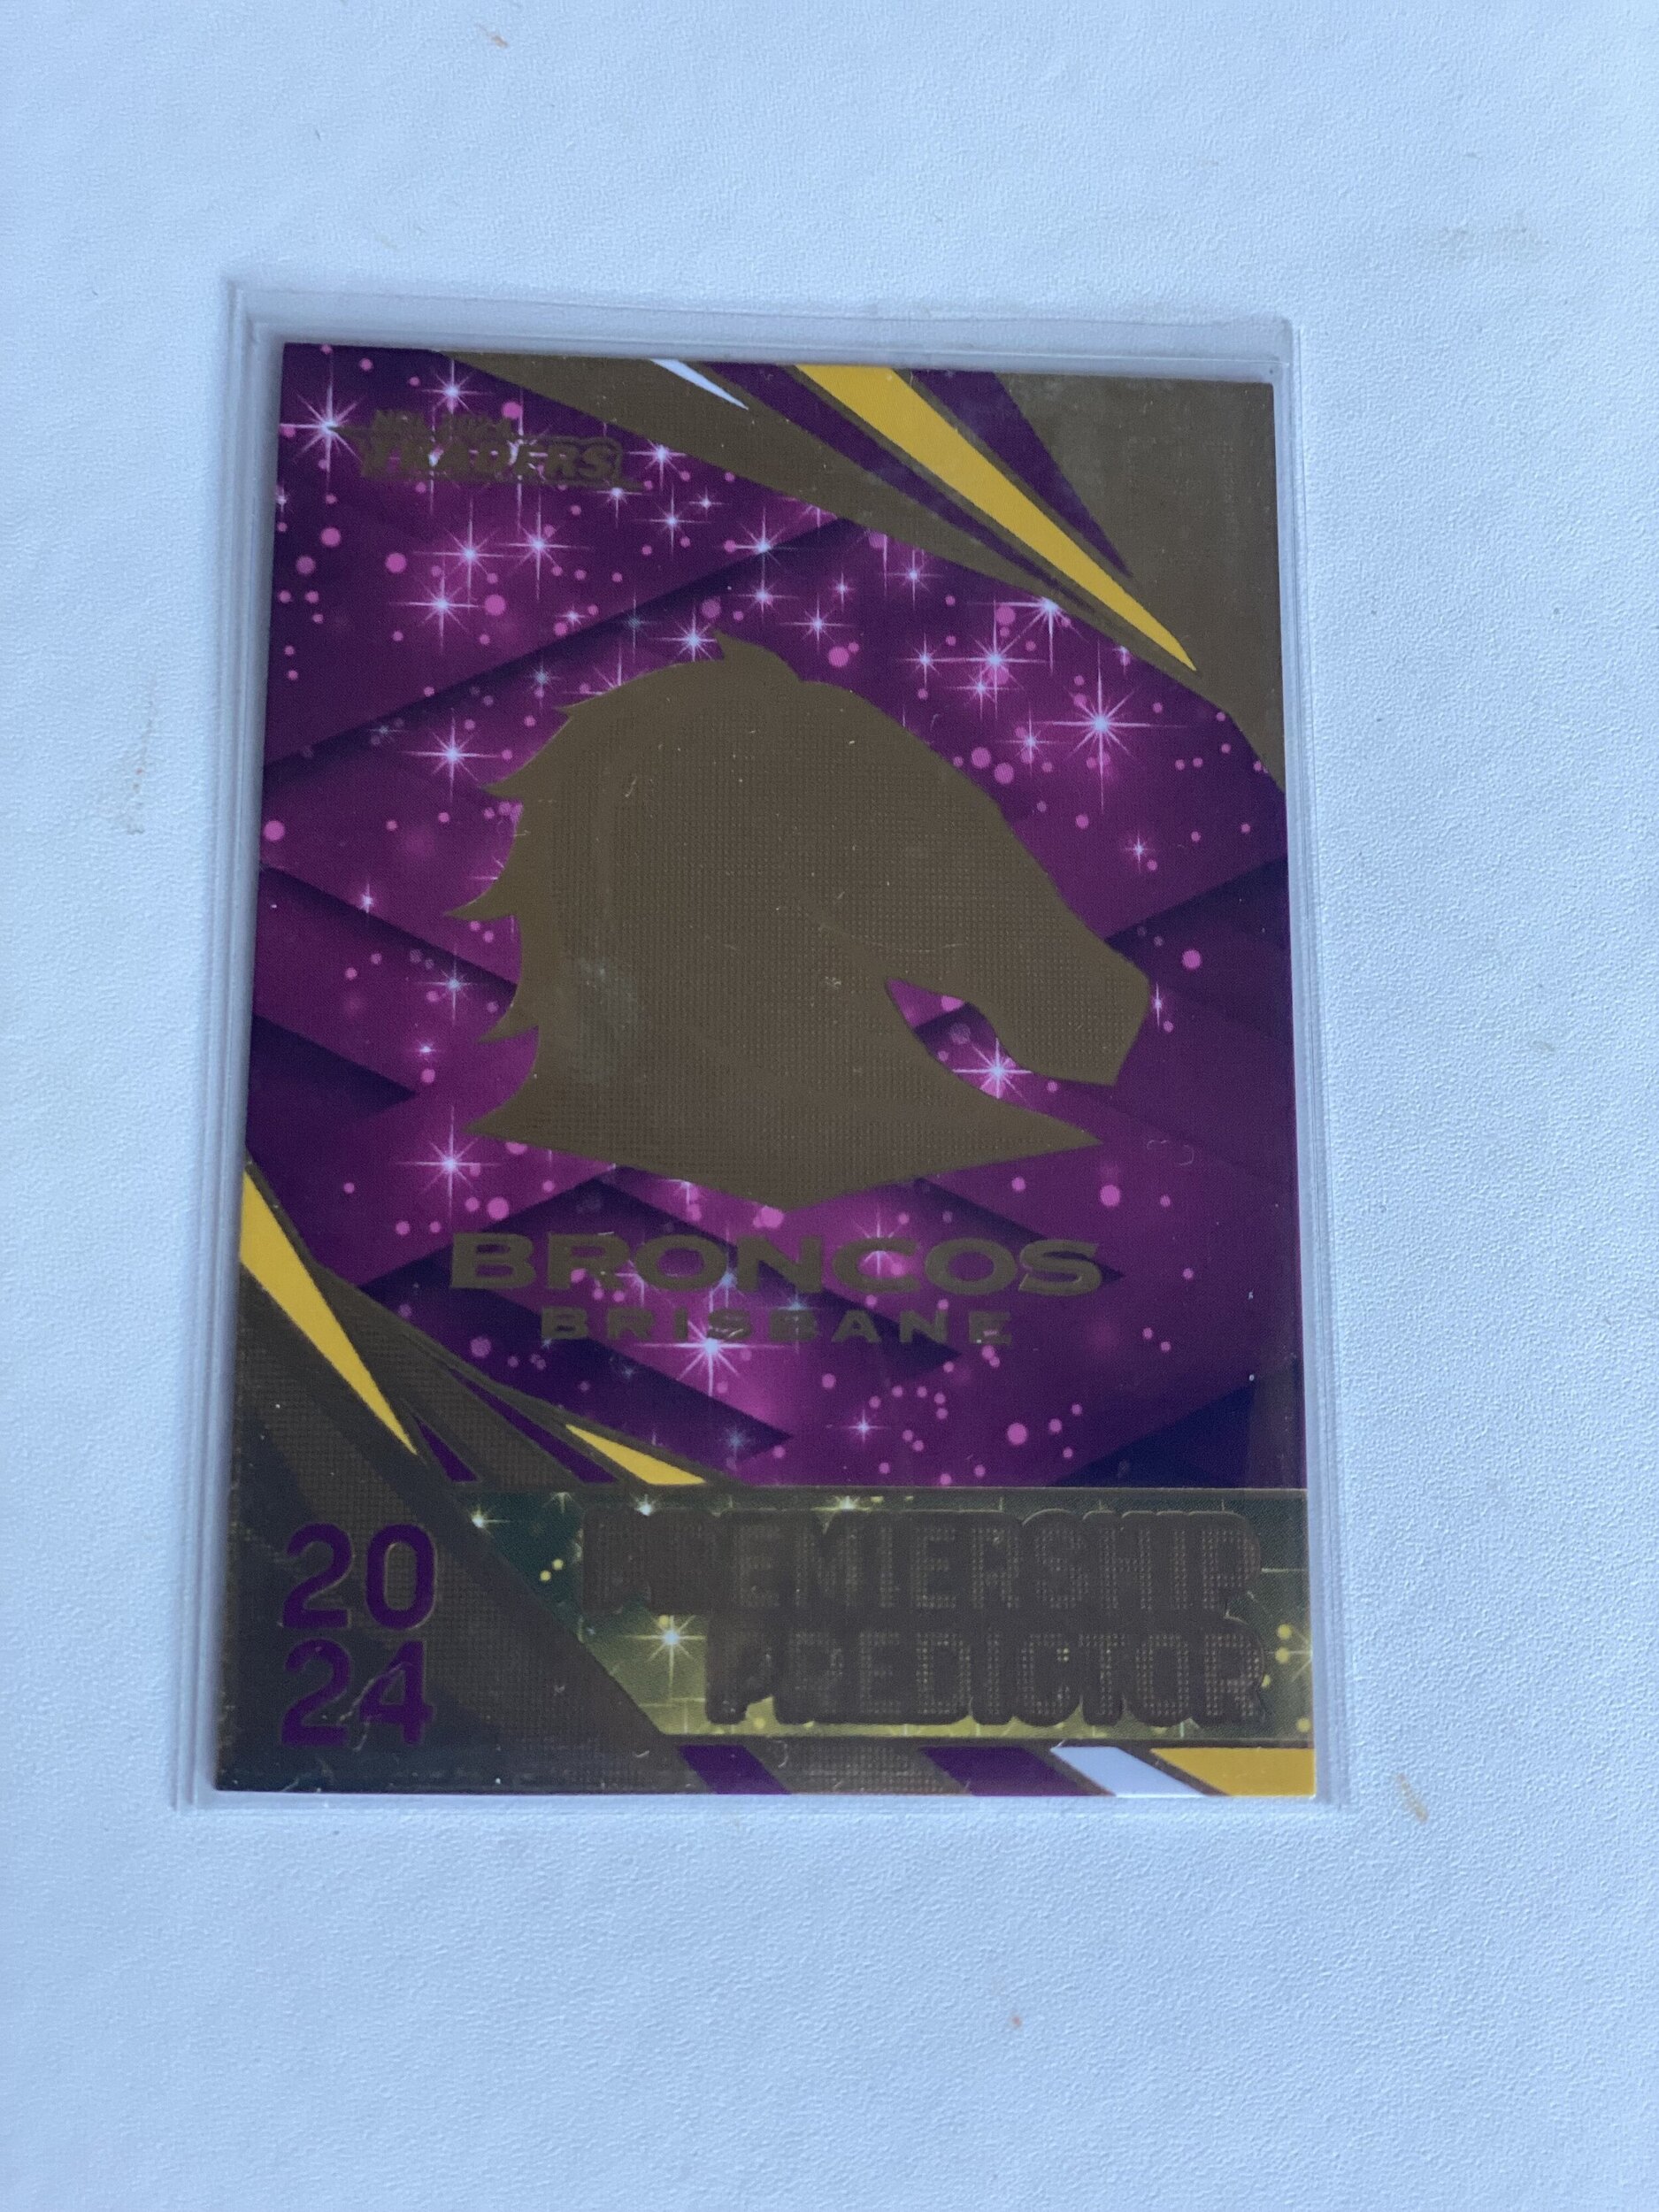 TRADERS
BRONCOS
BRISBANE
20
24
PREMIERSHIP
PREDICTOR